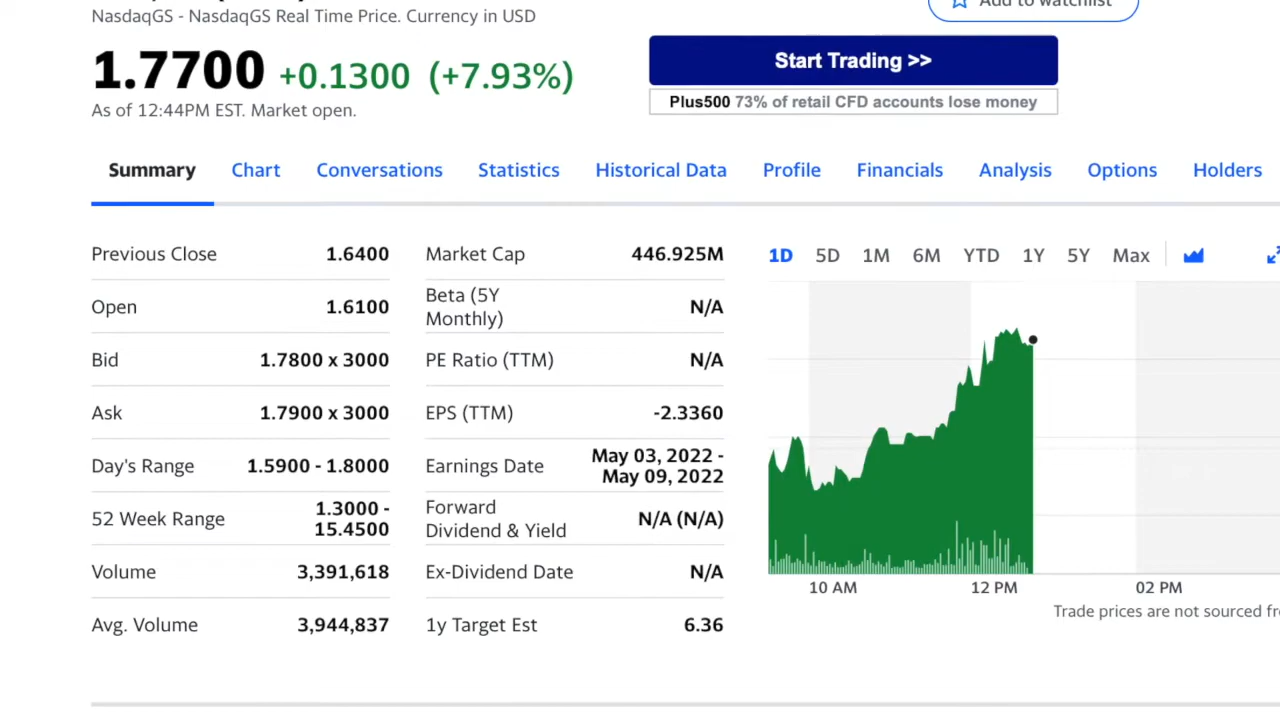 NasdaqGS - NasdaqGS Real Time Price. Currency in USD
Add to watchlist
1.7700 +0.1300 (+7.93%)
As of 12:44PM EST. Market open.
Start Trading >>
Plus500 73% of retail CFD accounts lose money
Summary Chart Conversations Statistics Historical Data Profile Financials Analysis Options Holders
Previous Close 1.6400
Open 1.6100
Bid 1.7800 x 3000
Ask 1.7900 x 3000
Day's Range 1.5900 - 1.8000
52 Week Range 1.3000 -
15.4500
Volume 3,391,618
Avg. Volume 3,944,837
Market Cap 446.925M
Beta (5Y
Monthly) N/A
PE Ratio (TTM) N/A
EPS (TTM) -2.3360
Earnings Date May 03, 2022 -
May 09, 2022
Forward
Dividend & Yield N/A (N/A)
Ex-Dividend Date N/A
1y Target Est 6.36
1D 5D 1M 6M YTD 1Y 5Y Max
10 AM 12 PM 02 PM
Trade prices are not sourced